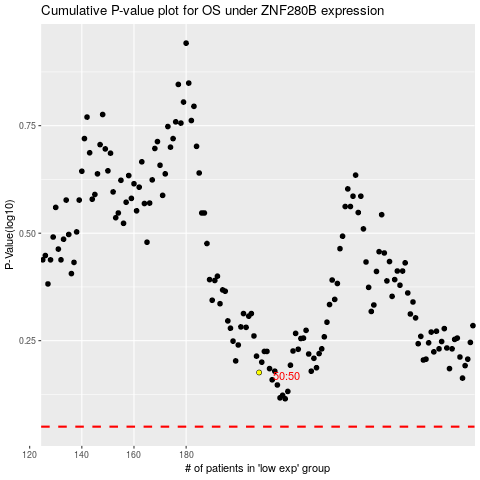 Cumulative P-value plot for OS under ZNF280B expression
P-Value(log10)
0.75
0.50
0.25
50:50
120 140 160 180
# of patients in 'low exp' group